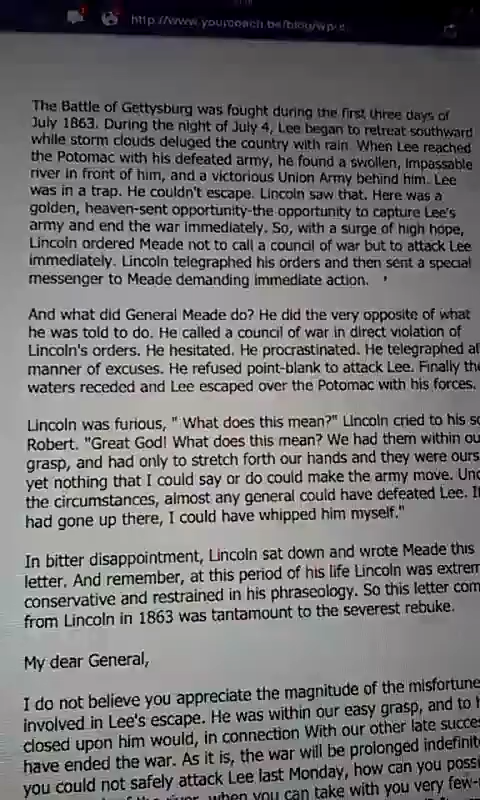 http://www.yourcoach.be/blog/wp-c
The Battle of Gettysburg was fought during the first three days of
July 1863. During the night of July 4, Lee began to retreat southward
while storm clouds deluged the country with rain. When Lee reached
the Potomac with his defeated army, he found a swollen, impassable
river in front of him, and a victorious Union Army behind him. Lee
was in a trap. He couldn't escape. Lincoln saw that. Here was a
golden, heaven-sent opportunity-the opportunity to capture Lee's
army and end the war immediately. So, with a surge of high hope,
Lincoln ordered Meade not to call a council of war but to attack Lee
immediately. Lincoln telegraphed his orders and then sent a special
messenger to Meade demanding immediate action.
And what did General Meade do? He did the very opposite of what
he was told to do. He called a council of war in direct violation of
Lincoln's orders. He hesitated. He procrastinated. He telegraphed al
manner of excuses. He refused point-blank to attack Lee. Finally the
waters receded and Lee escaped over the Potomac with his forces.
Lincoln was furious, " What does this mean?" Lincoln cried to his so
Robert. "Great God! What does this mean? We had them within ou
grasp, and had only to stretch forth our hands and they were ours
yet nothing that I could say or do could make the army move. Und
the circumstances, almost any general could have defeated Lee. If
had gone up there, I could have whipped him myself."
In bitter disappointment, Lincoln sat down and wrote Meade this
letter. And remember, at this period of his life Lincoln was extrem
conservative and restrained in his phraseology. So this letter com
from Lincoln in 1863 was tantamount to the severest rebuke.
My dear General,
I do not believe you appreciate the magnitude of the misfortune
involved in Lee's escape. He was within our easy grasp, and to h
closed upon him would, in connection With our other late succes
have ended the war. As it is, the war will be prolonged indefinit
you could not safely attack Lee last Monday, how can you possi
of the river, when you can take with you very few-